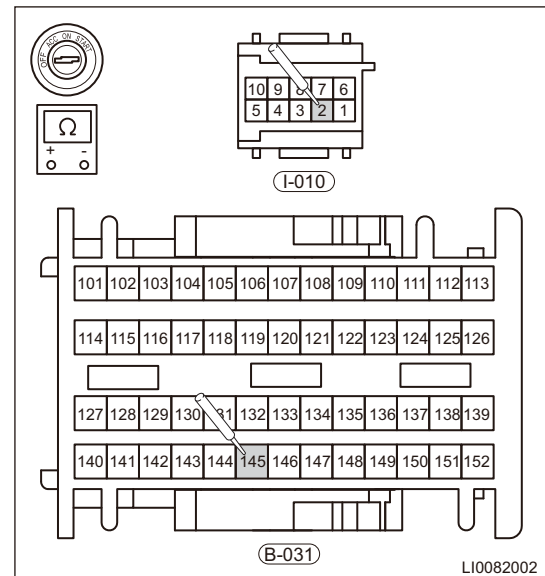 OFF ACC ON START
10 9 8 7 6
5 4 3 2 1
Ω
+ -
I-010
101 102 103 104 105 106 107 108 109 110 111 112 113
114 115 116 117 118 119 120 121 122 123 124 125 126
127 128 129 130 131 132 133 134 135 136 137 138 139
140 141 142 143 144 145 146 147 148 149 150 151 152
B-031
LI0082002